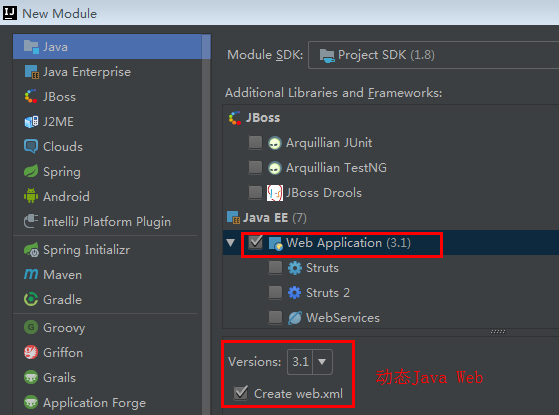 New Module
Java
Java Enterprise
JBoss
J2ME
Clouds
Spring
Android
IntelliJ Platform Plugin
Spring Initializr
Maven
Gradle
Groovy
Griffon
Grails
Application Forge
Module SDK: Project SDK (1.8)
Additional Libraries and Frameworks:
JBoss
Arquillian JUnit
Arquillian TestNG
JBoss Drools
Java EE (7)
Web Application (3.1)
Struts
Struts 2
WebServices
Versions: 3.1
Create web.xml
动态Java Web